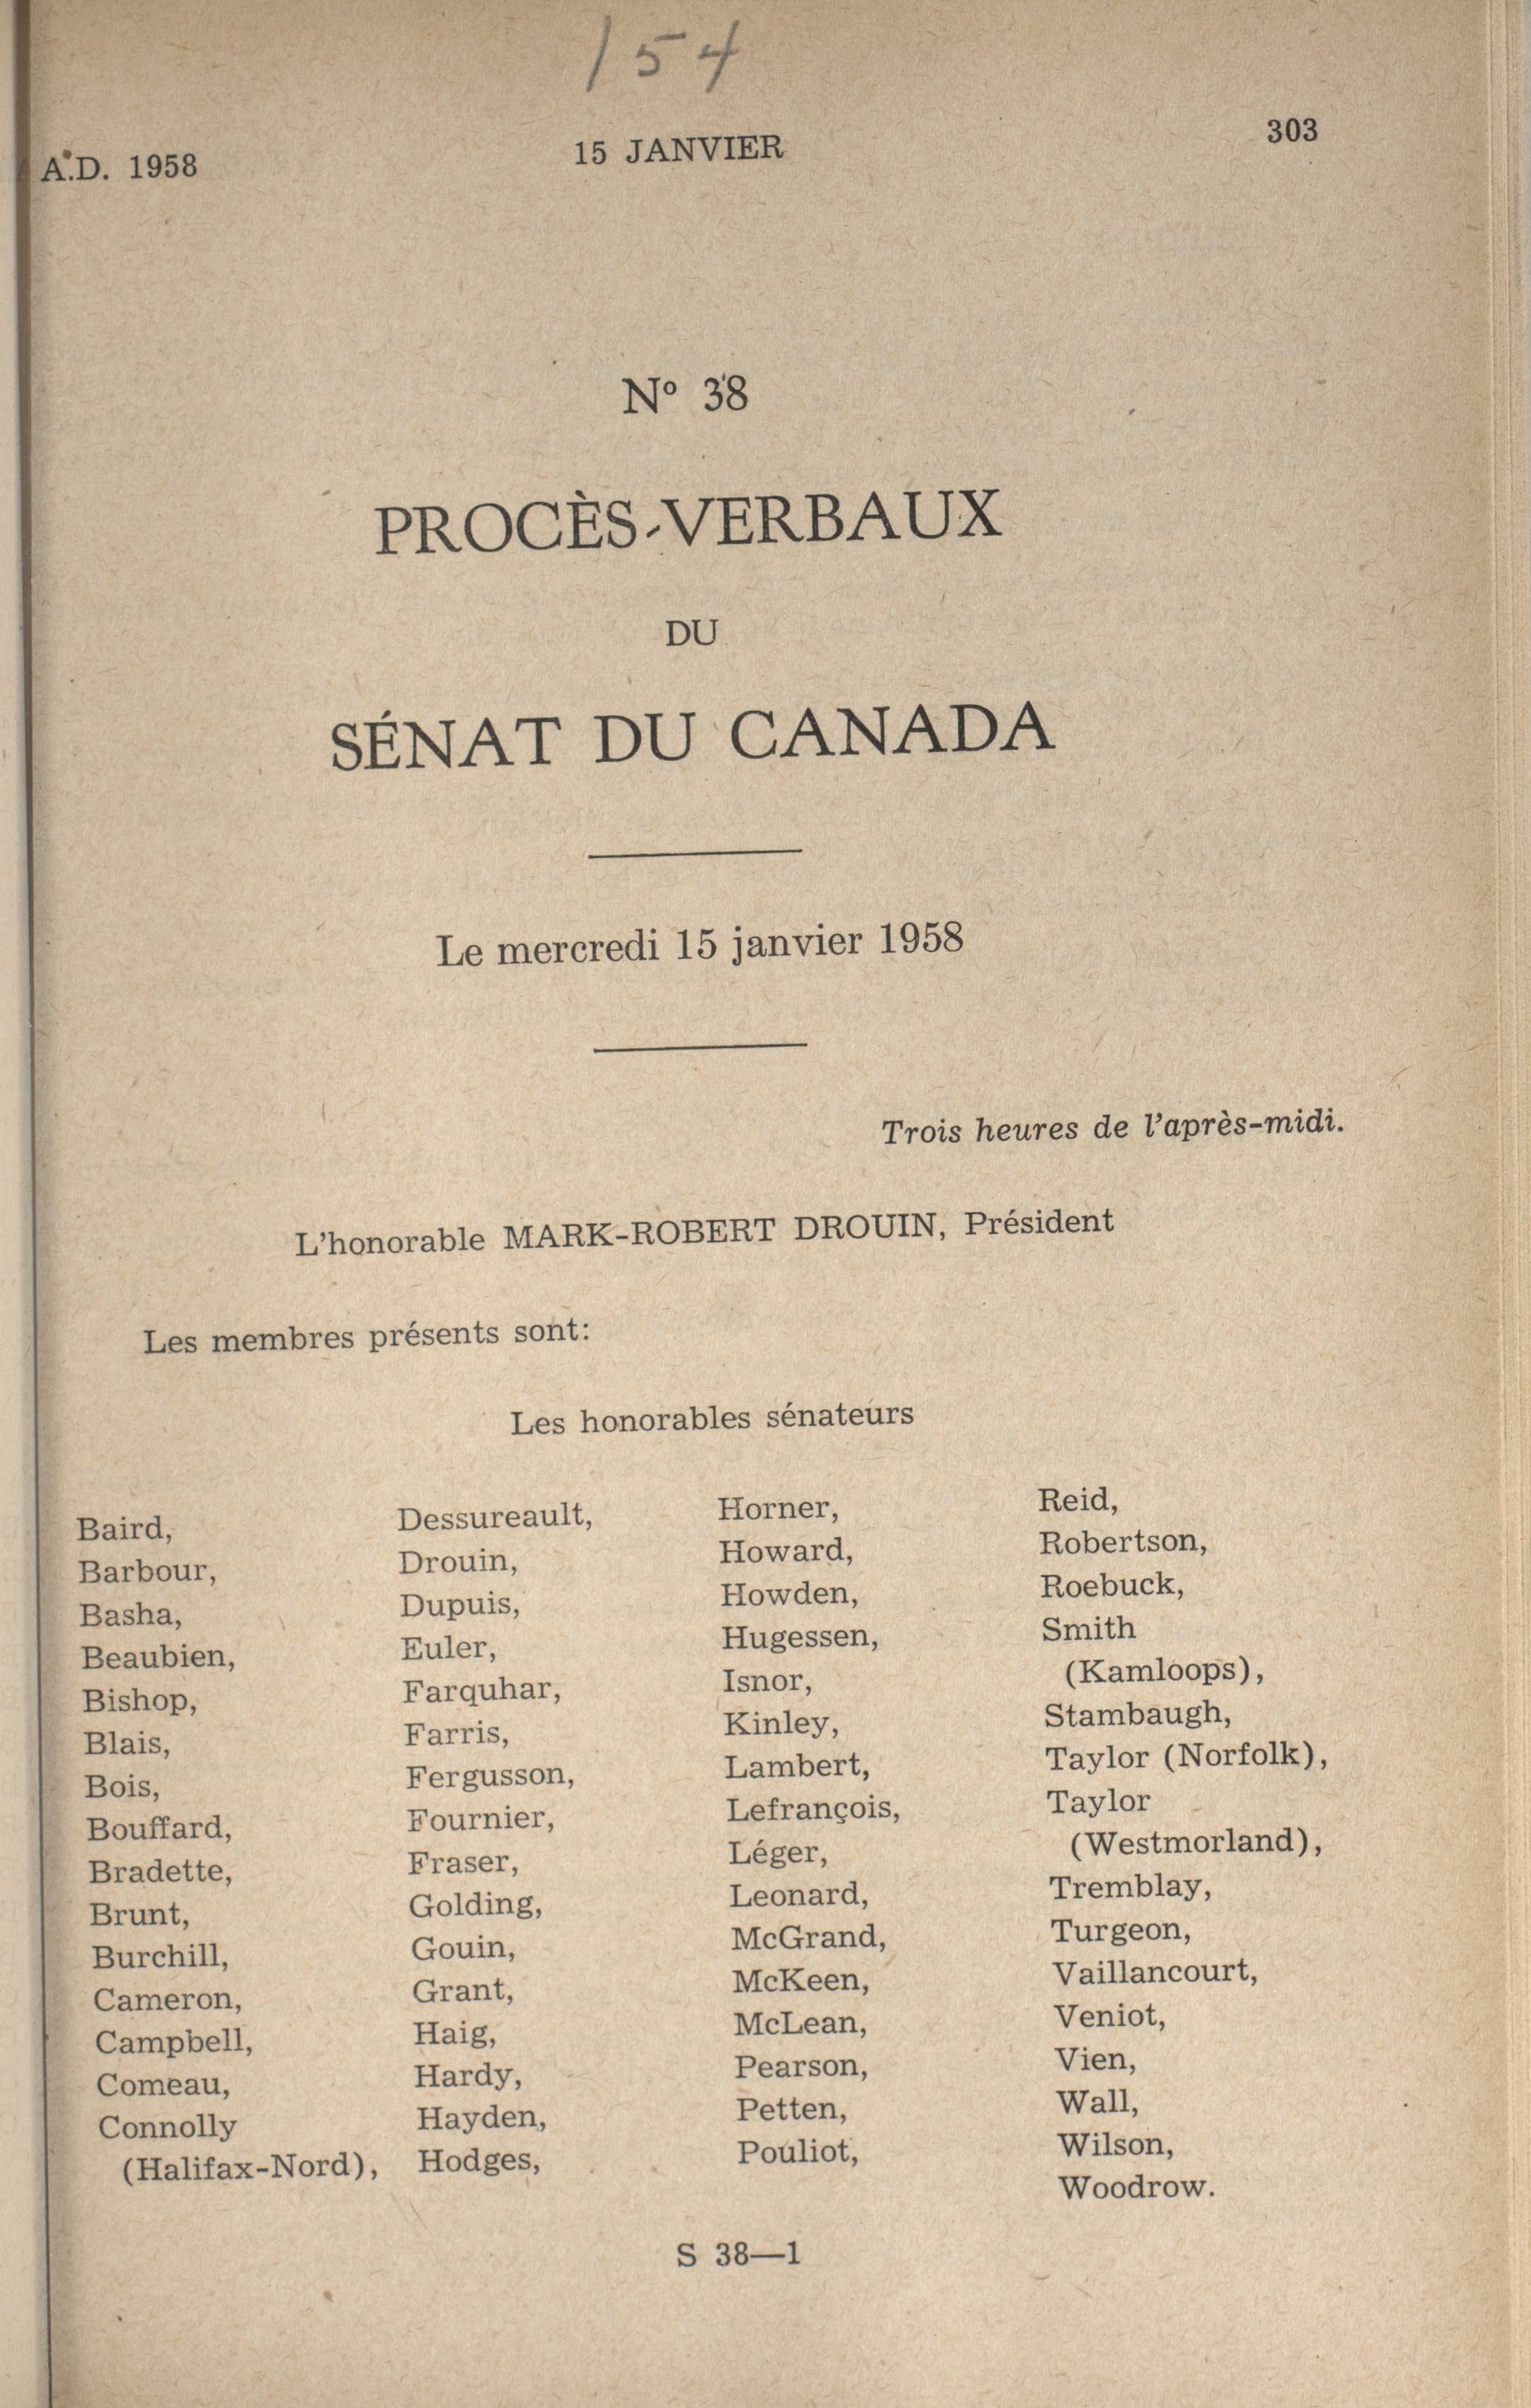 154
A.D. 1958
15 JANVIER
303
Nº 38
PROCÈS-VERBAUX
DU
SÉNAT DU CANADA
Le mercredi 15 janvier 1958
Trois heures de l'après-midi.
L'honorable MARK-ROBERT DROUIN, Président
Les membres présents sont:
Les honorables sénateurs
Baird,
Barbour,
Basha,
Beaubien,
Bishop,
Blais,
Bois,
Bouffard,
Bradette,
Brunt,
Burchill,
Cameron,
Campbell,
Comeau,
Connolly
(Halifax-Nord),
Dessureault,
Drouin,
Dupuis,
Euler,
Farquhar,
Farris,
Fergusson,
Fournier,
Fraser,
Golding,
Gouin,
Grant,
Haig,
Hardy,
Hayden,
Hodges,
Horner,
Howard,
Howden,
Hugessen,
Isnor,
Kinley,
Lambert,
Lefrançois,
Léger,
Leonard,
McGrand,
McKeen,
McLean,
Pearson,
Petten,
Pouliot,
Reid,
Robertson,
Roebuck,
Smith
(Kamloops),
Stambaugh,
Taylor (Norfolk),
Taylor
(Westmorland),
Tremblay,
Turgeon,
Vaillancourt,
Veniot,
Vien,
Wall,
Wilson,
Woodrow.
S 38—1